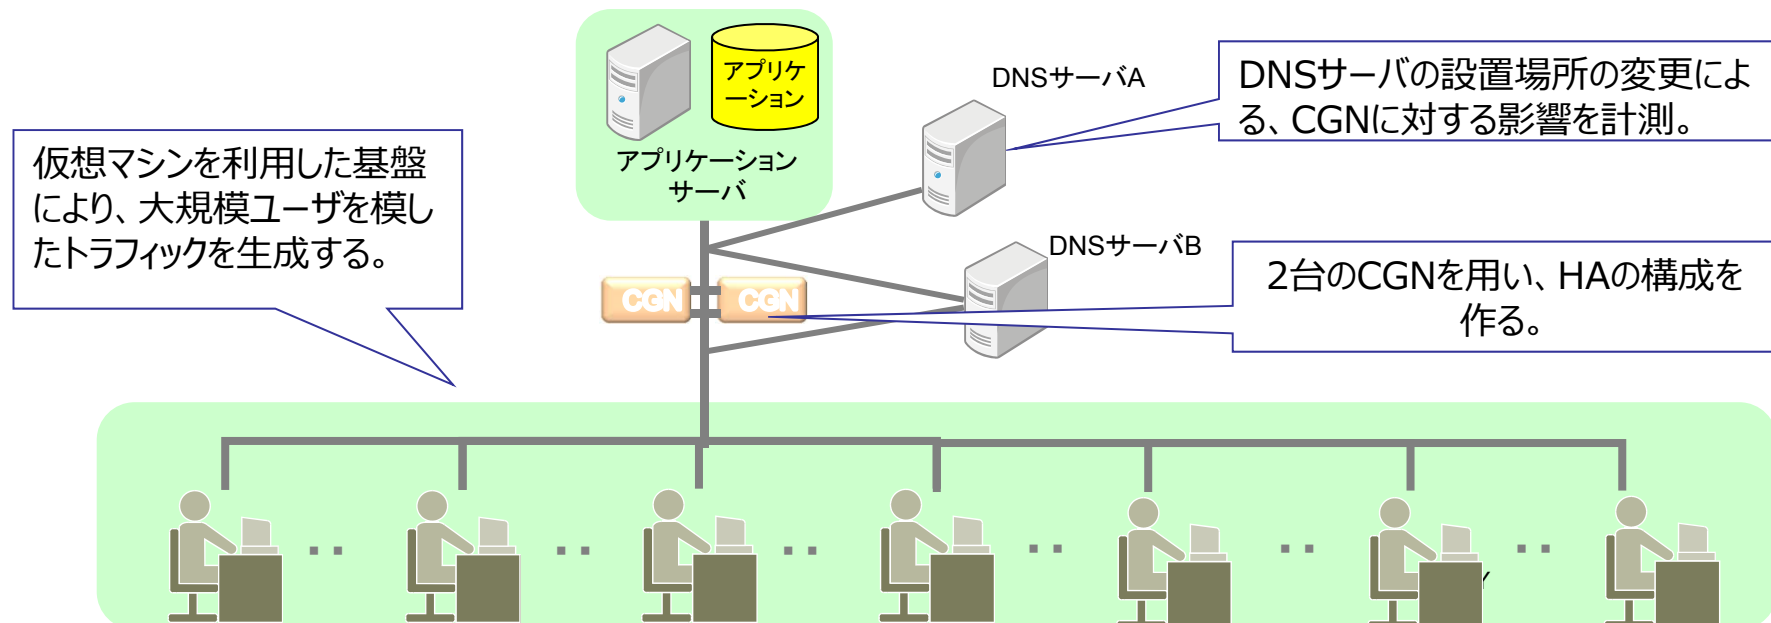 アプリケ
ーション
アプリケーション
サーバ
DNSサーバA
DNSサーバの設置場所の変更によ
る、CGNに対する影響を計測。
仮想マシンを利用した基盤
により、大規模ユーザを模し
たトラフィックを生成する。
DNSサーバB
CGN
CGN
2台のCGNを用い、HAの構成を
作る。